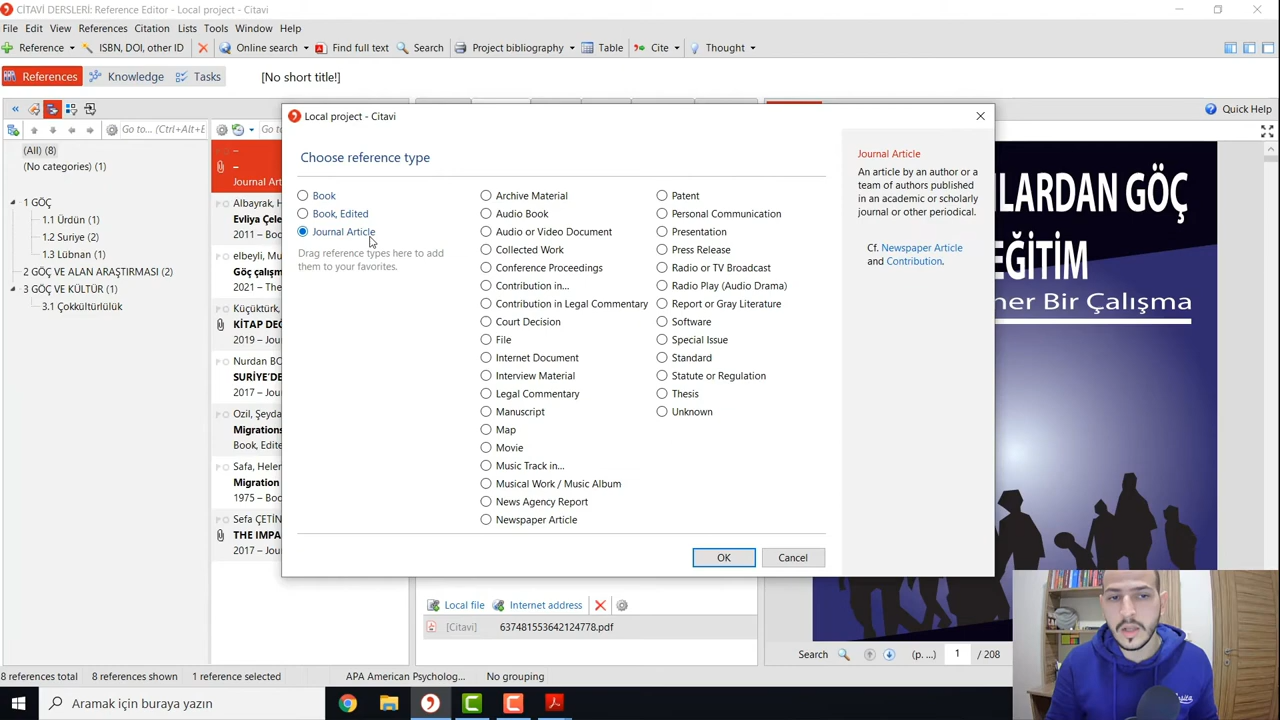 CİTAVİ DERSLERİ: Reference Editor - Local project - Citavi
File Edit View References Citation Lists Tools Window Help
Reference ISBN, DOI, other ID Online search Find full text Search Project bibliography Table Cite Thought
References Knowledge Tasks [No short title!]
Quick Help
Go to... (Ctrl+Alt+E Go to
(All) (8)
(No categories) (1)
1 GÖÇ
1.1 Ürdün (1)
1.2 Suriye (2)
1.3 Lübnan (1)
2 GÖÇ VE ALAN ARAŞTIRMASI (2)
3 GÖÇ VE KÜLTÜR (1)
3.1 Çokkültürlülük
–
–
Journal Art
Albayrak, H
Evliya Çele
2011 – Boo
elbeyli, Mu
Göç çalışm
2021 – The
Küçüktürk,
KİTAP DEĞ
2019 – Jou
Nurdan BO
SURİYE'DE
2017 – Jou
Ozil, Şeyda
Migrations
Book, Edite
Safa, Helen
Migration
1975 – Boo
Sefa ÇETİN
THE IMPA
2017 – Jou
Local project - Citavi
Choose reference type
Book
Book, Edited
Journal Article
Drag reference types here to add
them to your favorites.
Archive Material
Audio Book
Audio or Video Document
Collected Work
Conference Proceedings
Contribution in...
Contribution in Legal Commentary
Court Decision
File
Internet Document
Interview Material
Legal Commentary
Manuscript
Map
Movie
Music Track in...
Musical Work / Music Album
News Agency Report
Newspaper Article
Patent
Personal Communication
Presentation
Press Release
Radio or TV Broadcast
Radio Play (Audio Drama)
Report or Gray Literature
Software
Special Issue
Standard
Statute or Regulation
Thesis
Unknown
Journal Article
An article by an author or a
team of authors published
in an academic or scholarly
journal or other periodical.
Cf. Newspaper Article
and Contribution.
OK Cancel
LARDAN GÖÇ
EĞİTİM
ner Bir Çalışma
Local file Internet address
[Citavi] 637481553642124778.pdf
Search (p. ...) 1 / 208
8 references total 8 references shown 1 reference selected APA American Psycholog... No grouping
Aramak için buraya yazın